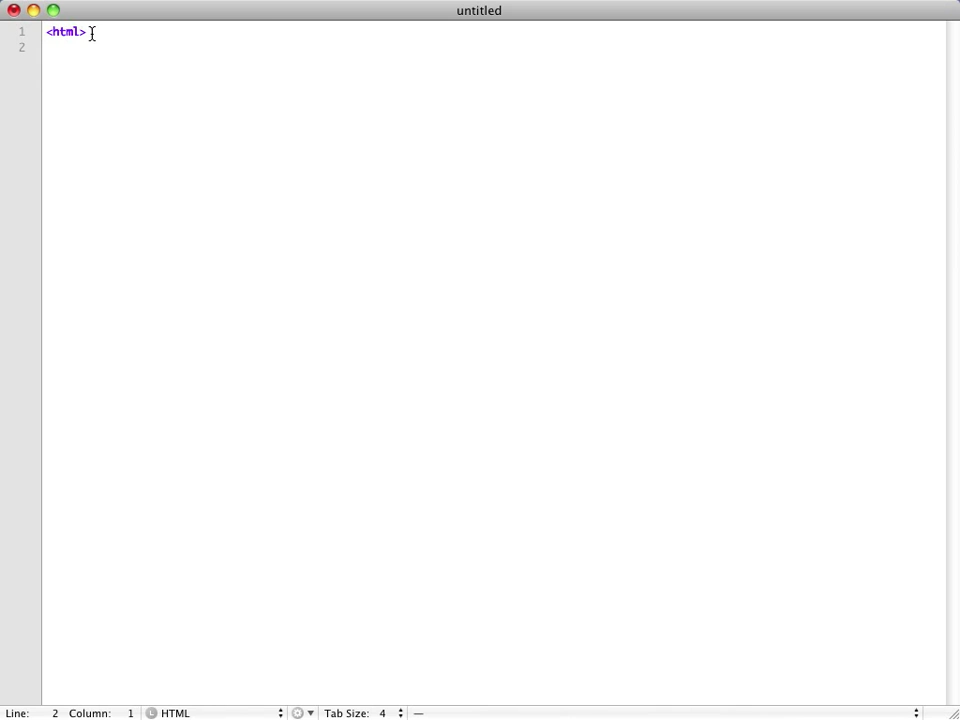 untitled
1 <html>
2
Line: 2 Column: 1 L HTML Tab Size: 4 —